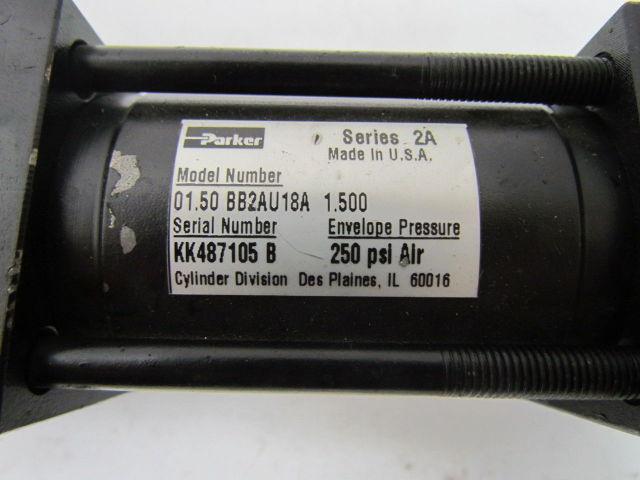 Parker Series 2A
Made In U.S.A.
Model Number
01.50 BB2AU18A 1.500
Serial Number Envelope Pressure
KK487105 B 250 psi Air
Cylinder Division Des Plaines, IL 60016